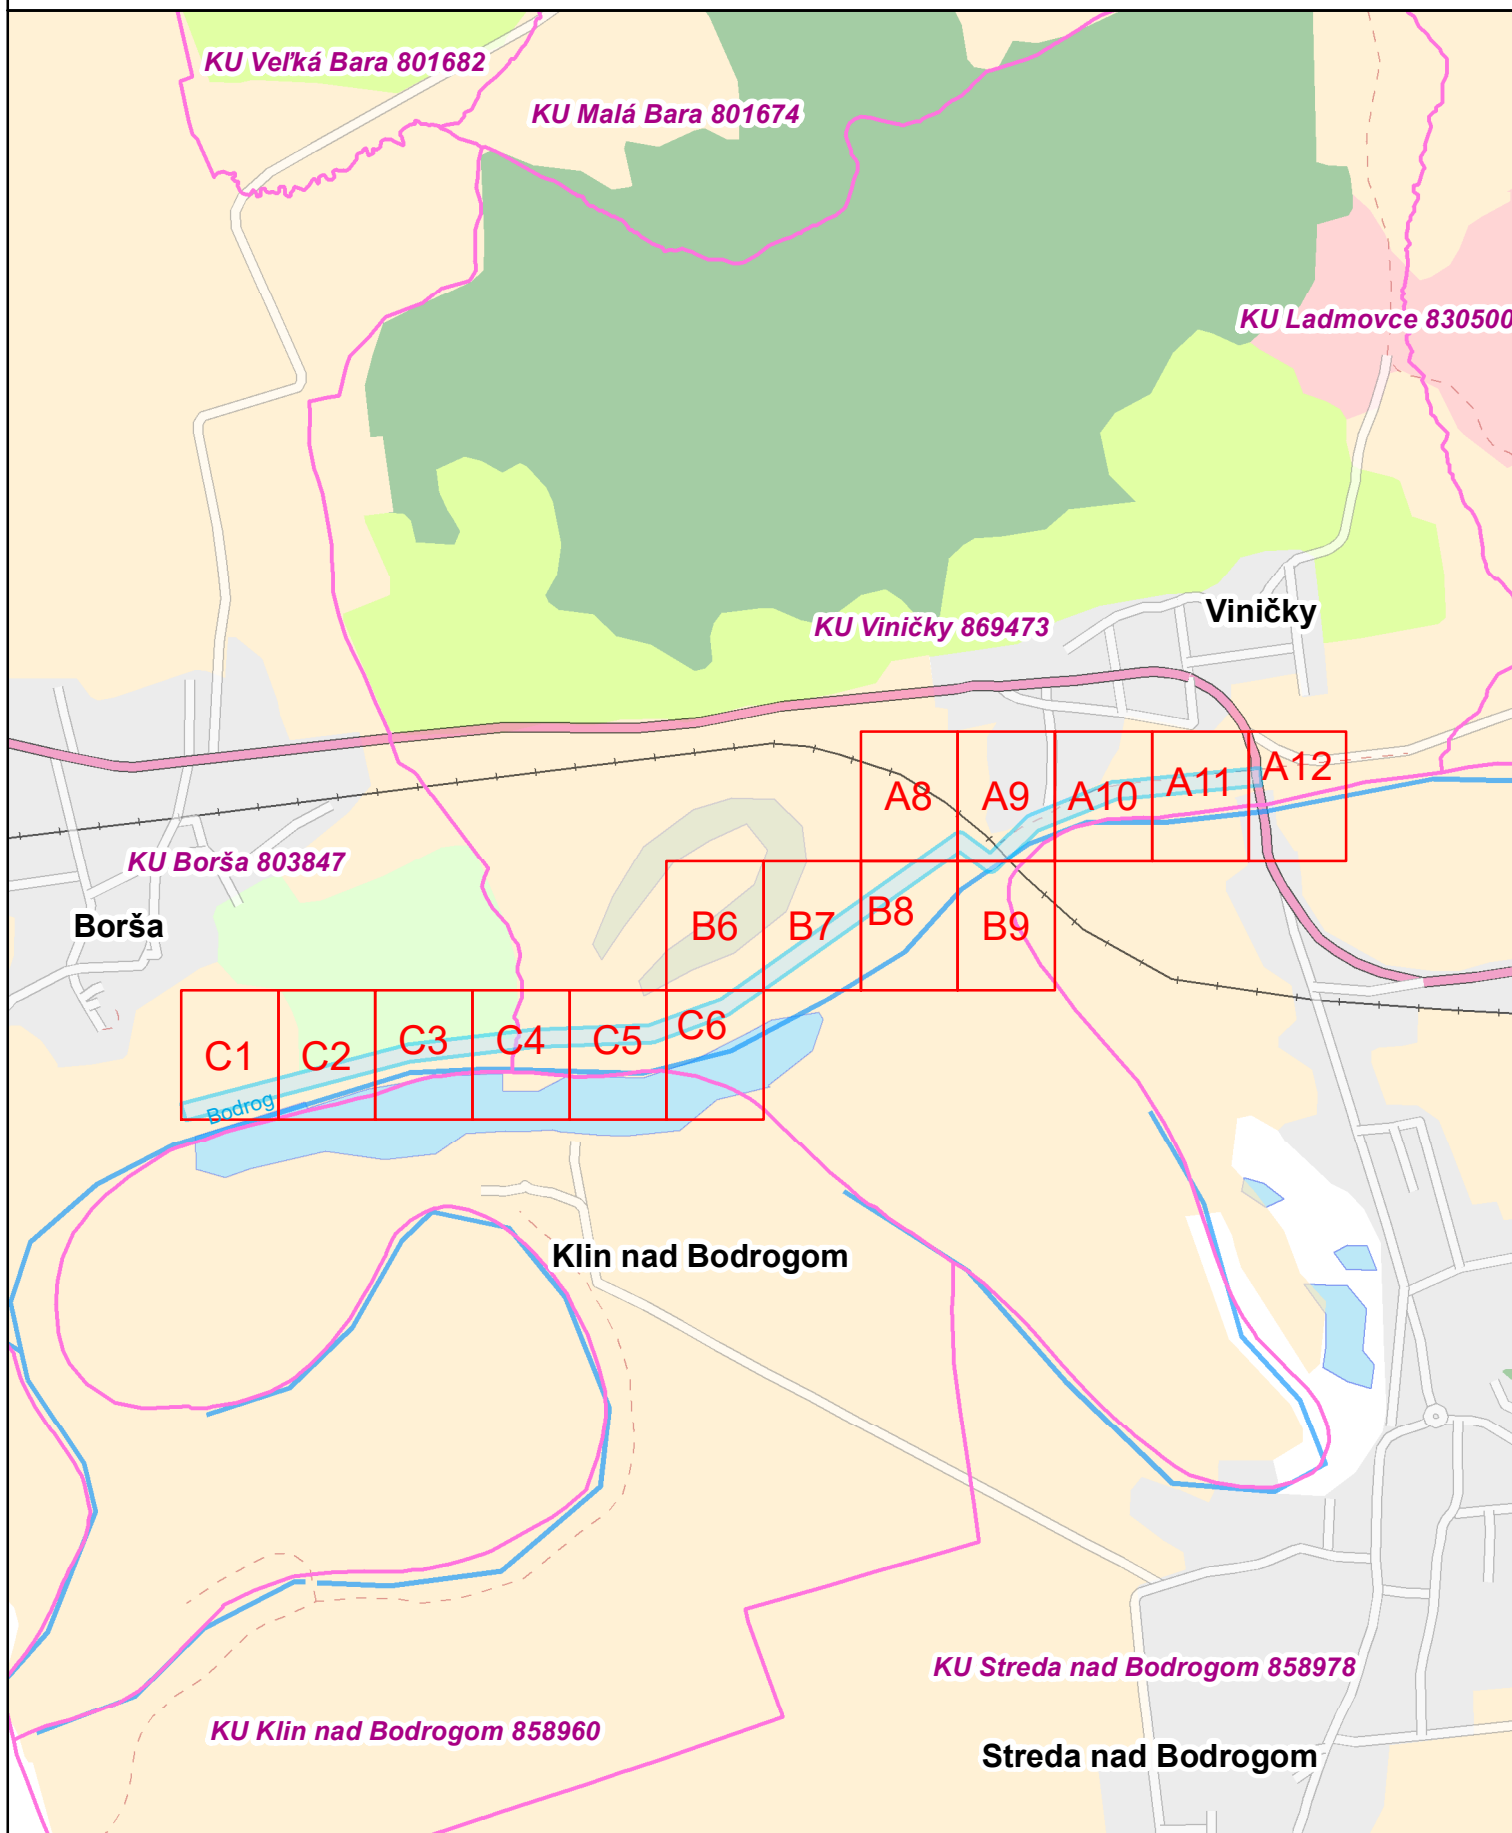 KU Veľká Bara 801682
KU Malá Bara 801674
KU Ladmovce 830500
Viničky
KU Viničky 869473
A8
A9
A10
A11
A12
KU Borša 803847
Borša
B6
B7
B8
B9
C1
C2
C3
C4
C5
C6
Bodrog
Klin nad Bodrogom
KU Streda nad Bodrogom 858978
KU Klin nad Bodrogom 858960
Streda nad Bodrogom